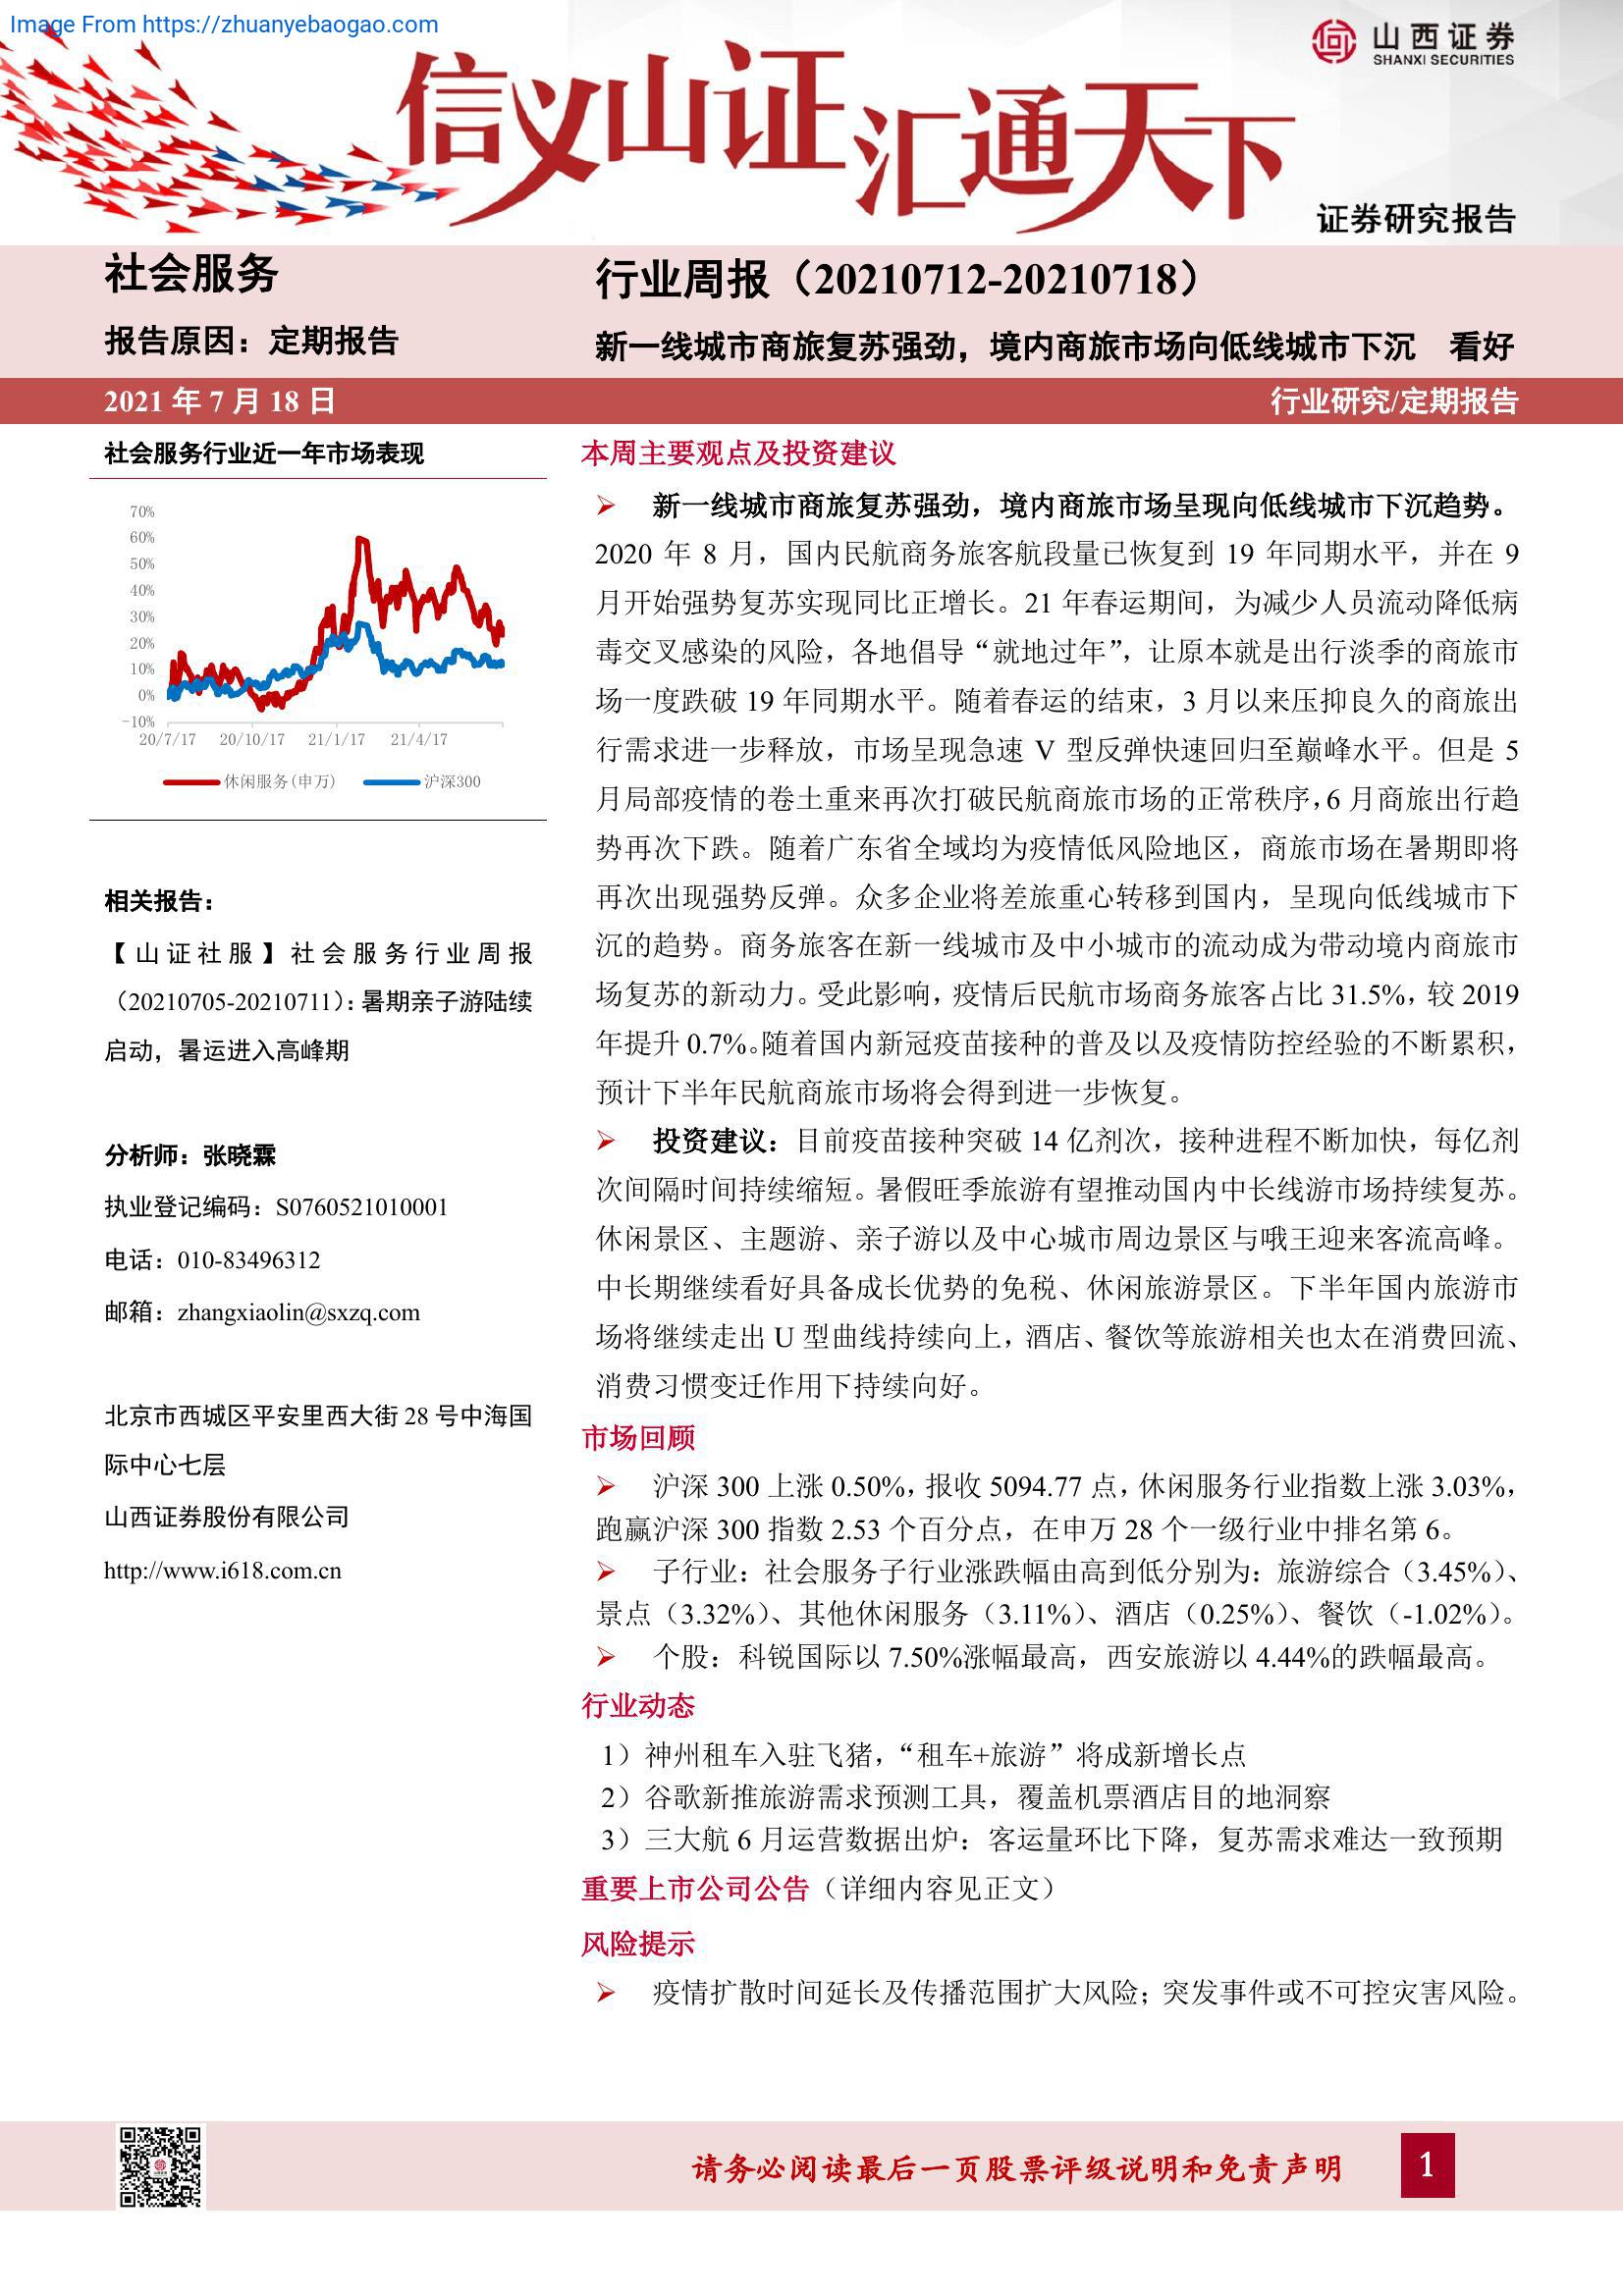 Image From https://zhuanyebaogao.com
山西证券
SHANXI SECURITIES
信义山证汇通天下
证券研究报告
社会服务
行业周报（20210712-20210718）
报告原因：定期报告
新一线城市商旅复苏强劲，境内商旅市场向低线城市下沉 看好
2021 年 7 月 18 日
行业研究/定期报告
社会服务行业近一年市场表现
70%
60%
50%
40%
30%
20%
10%
0%
-10%
20/7/17 20/10/17 21/1/17 21/4/17
休闲服务(申万) 沪深300
相关报告：
【山证社服】社会服务行业周报
（20210705-20210711）：暑期亲子游陆续
启动，暑运进入高峰期
分析师：张晓霖
执业登记编码：S0760521010001
电话：010-83496312
邮箱：zhangxiaolin@sxzq.com
北京市西城区平安里西大街 28 号中海国
际中心七层
山西证券股份有限公司
http://www.i618.com.cn
本周主要观点及投资建议
➢ 新一线城市商旅复苏强劲，境内商旅市场呈现向低线城市下沉趋势。
2020 年 8 月，国内民航商务旅客航段量已恢复到 19 年同期水平，并在 9
月开始强势复苏实现同比正增长。21 年春运期间，为减少人员流动降低病
毒交叉感染的风险，各地倡导“就地过年”，让原本就是出行淡季的商旅市
场一度跌破 19 年同期水平。随着春运的结束，3 月以来压抑良久的商旅出
行需求进一步释放，市场呈现急速 V 型反弹快速回归至巅峰水平。但是 5
月局部疫情的卷土重来再次打破民航商旅市场的正常秩序，6 月商旅出行趋
势再次下跌。随着广东省全域均为疫情低风险地区，商旅市场在暑期即将
再次出现强势反弹。众多企业将差旅重心转移到国内，呈现向低线城市下
沉的趋势。商务旅客在新一线城市及中小城市的流动成为带动境内商旅市
场复苏的新动力。受此影响，疫情后民航市场商务旅客占比 31.5%，较 2019
年提升 0.7%。随着国内新冠疫苗接种的普及以及疫情防控经验的不断累积，
预计下半年民航商旅市场将会得到进一步恢复。
➢ 投资建议：目前疫苗接种突破 14 亿剂次，接种进程不断加快，每亿剂
次间隔时间持续缩短。暑假旺季旅游有望推动国内中长线游市场持续复苏。
休闲景区、主题游、亲子游以及中心城市周边景区与哦王迎来客流高峰。
中长期继续看好具备成长优势的免税、休闲旅游景区。下半年国内旅游市
场将继续走出 U 型曲线持续向上，酒店、餐饮等旅游相关也太在消费回流、
消费习惯变迁作用下持续向好。
市场回顾
➢ 沪深 300 上涨 0.50%，报收 5094.77 点，休闲服务行业指数上涨 3.03%，
跑赢沪深 300 指数 2.53 个百分点，在申万 28 个一级行业中排名第 6。
➢ 子行业：社会服务子行业涨跌幅由高到低分别为：旅游综合（3.45%）、
景点（3.32%）、其他休闲服务（3.11%）、酒店（0.25%）、餐饮（-1.02%）。
➢ 个股：科锐国际以 7.50%涨幅最高，西安旅游以 4.44%的跌幅最高。
行业动态
1）神州租车入驻飞猪，“租车+旅游”将成新增长点
2）谷歌新推旅游需求预测工具，覆盖机票酒店目的地洞察
3）三大航 6 月运营数据出炉：客运量环比下降，复苏需求难达一致预期
重要上市公司公告（详细内容见正文）
风险提示
➢ 疫情扩散时间延长及传播范围扩大风险；突发事件或不可控灾害风险。
请务必阅读最后一页股票评级说明和免责声明
1